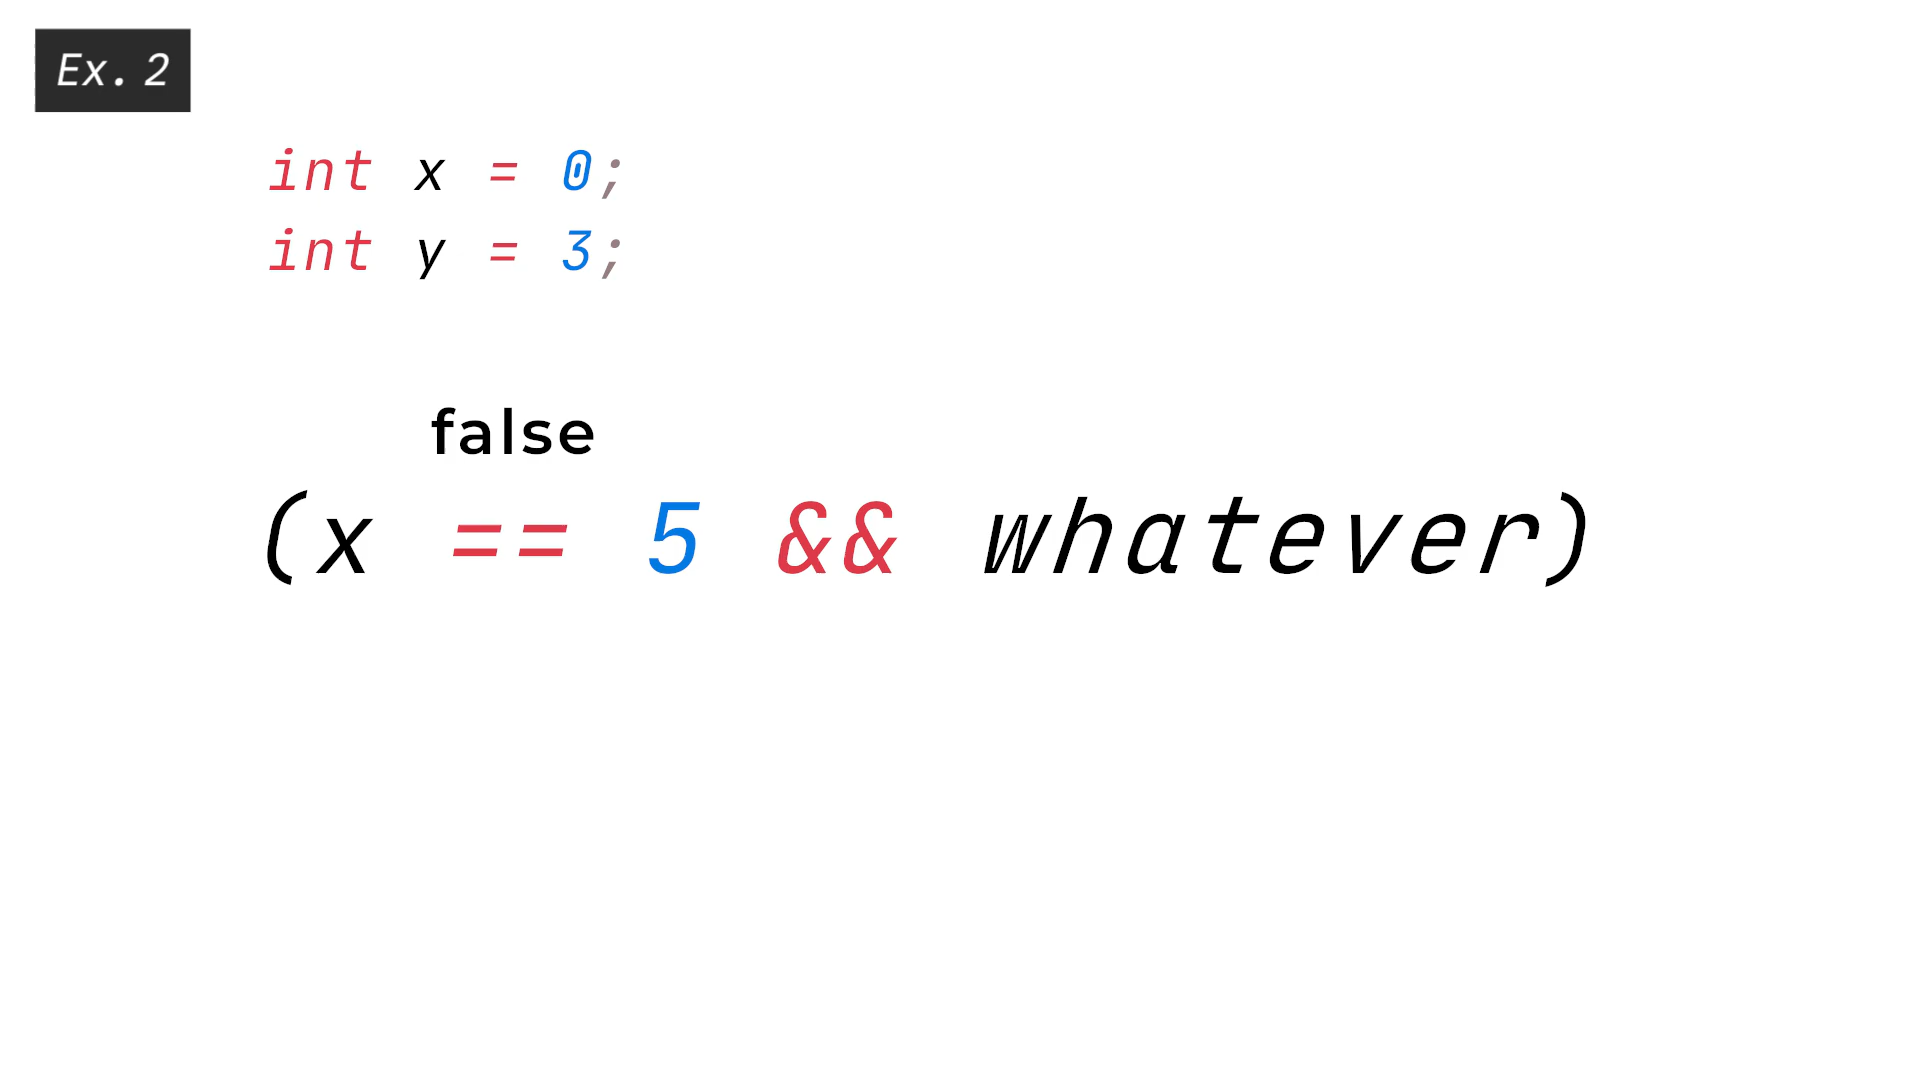 Ex. 2
int x = 0;
int y = 3;
false
(x == 5 && whatever)